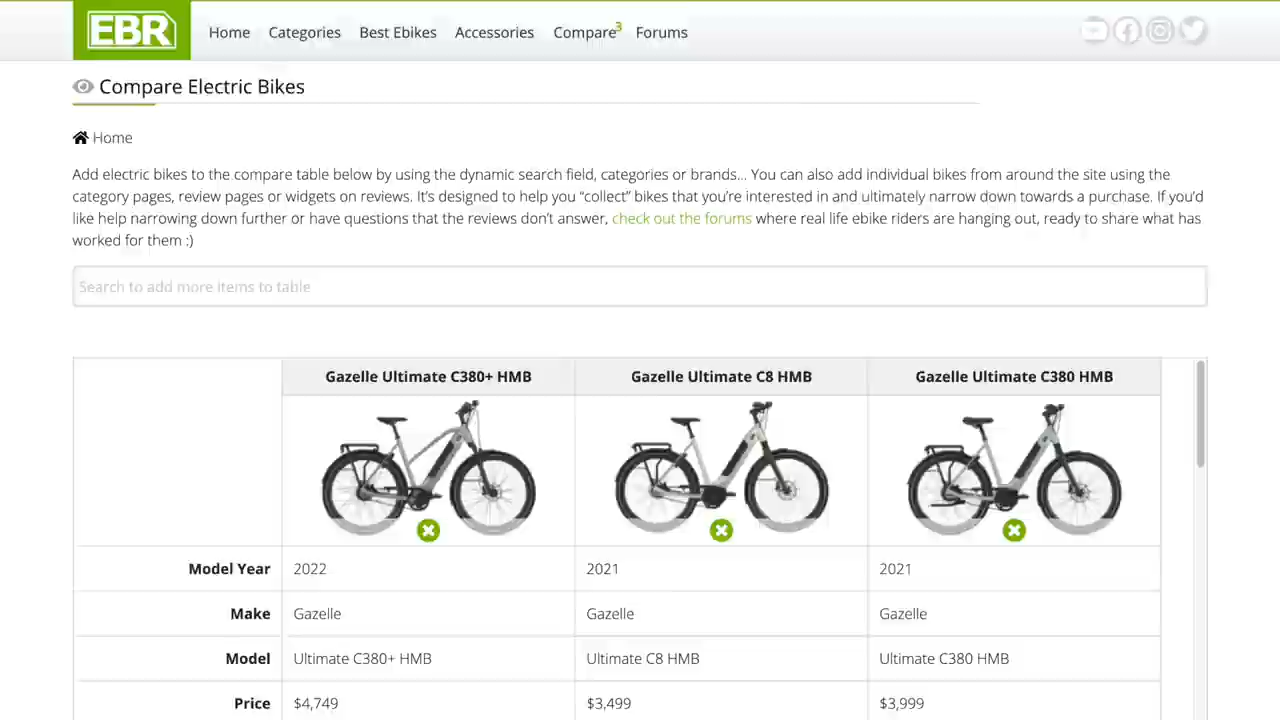 EBR
Home Categories Best Ebikes Accessories Compare3 Forums
Compare Electric Bikes
Home
Add electric bikes to the compare table below by using the dynamic search field, categories or brands... You can also add individual bikes from around the site using the
category pages, review pages or widgets on reviews. It’s designed to help you “collect” bikes that you’re interested in and ultimately narrow down towards a purchase. If you’d
like help narrowing down further or have questions that the reviews don’t answer, check out the forums where real life ebike riders are hanging out, ready to share what has
worked for them :)
Search to add more items to table
Gazelle Ultimate C380+ HMB Gazelle Ultimate C8 HMB Gazelle Ultimate C380 HMB
Model Year 2022 2021 2021
Make Gazelle Gazelle Gazelle
Model Ultimate C380+ HMB Ultimate C8 HMB Ultimate C380 HMB
Price $4,749 $3,499 $3,999